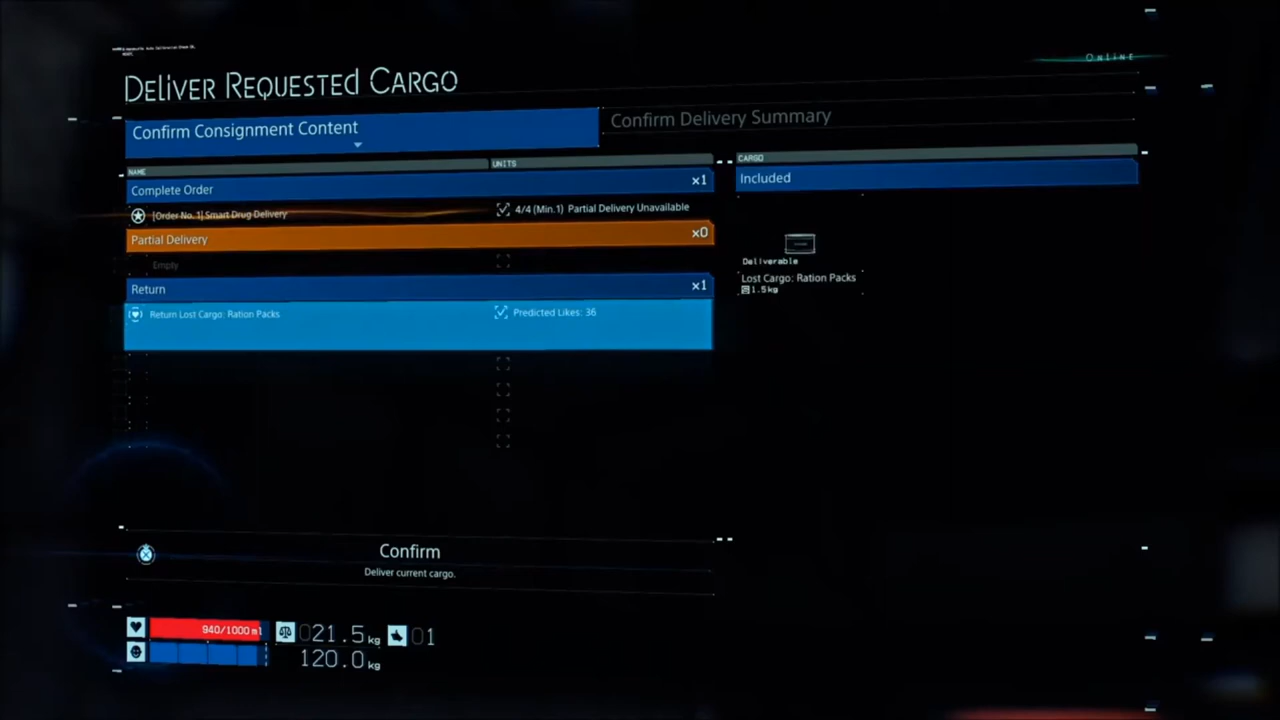 Online
Deliver Requested Cargo
Confirm Consignment Content
Confirm Delivery Summary
NAME
UNITS
CARGO
Complete Order
×1
Included
[Order No. 1] Smart Drug Delivery
4/4 (Min.1) Partial Delivery Unavailable
Partial Delivery
×0
Empty
Deliverable
Lost Cargo: Ration Packs
1.5kg
Return
×1
Return Lost Cargo: Ration Packs
Predicted Likes: 36
Confirm
Deliver current cargo.
940/1000 ml
021.5 kg
01
120.0 kg